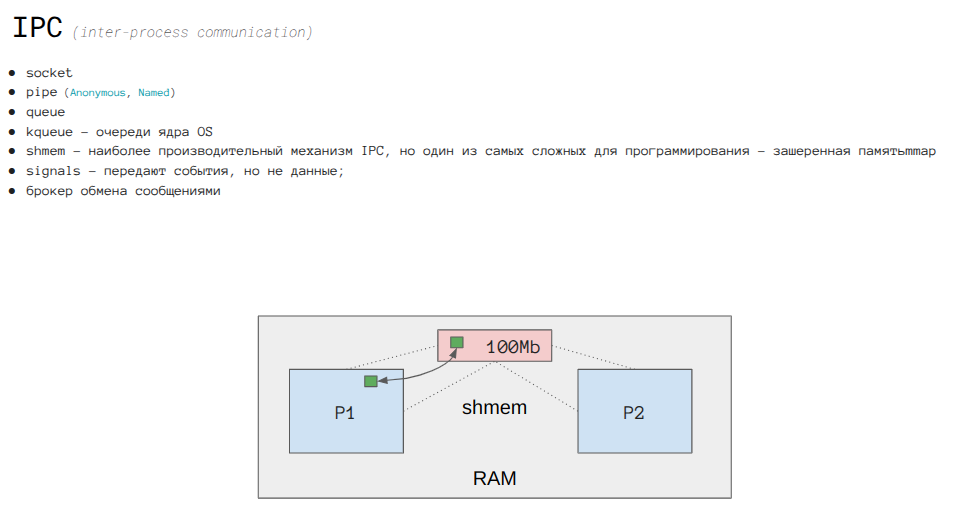 IPC (inter-process communication)
● socket
● pipe (Anonymous, Named)
● queue
● kqueue – очереди ядра OS
● shmem – наиболее производительный механизм IPC, но один из самых сложных для программирования – зашеренная памятьmmap
● signals – передают события, но не данные;
● брокер обмена сообщениями
100Mb
P1
shmem
P2
RAM